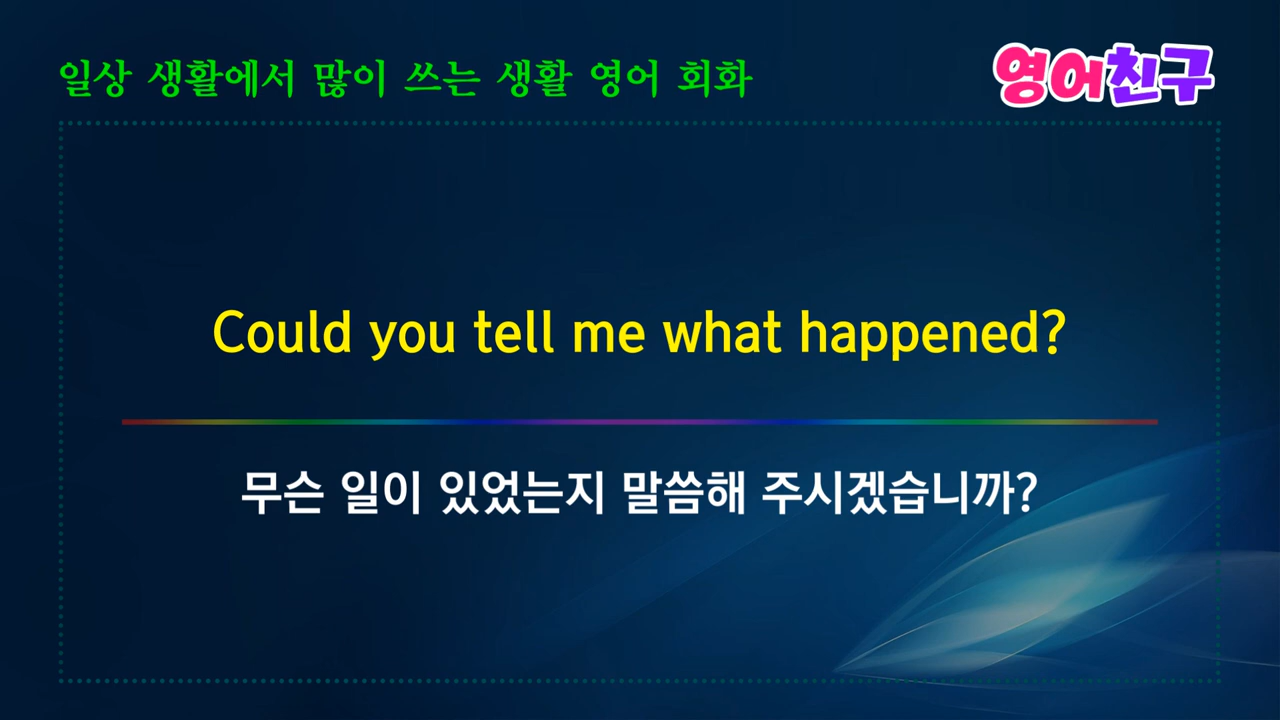 일상 생활에서 많이 쓰는 생활 영어 회화
영어친구
Could you tell me what happened?
무슨 일이 있었는지 말씀해 주시겠습니까?